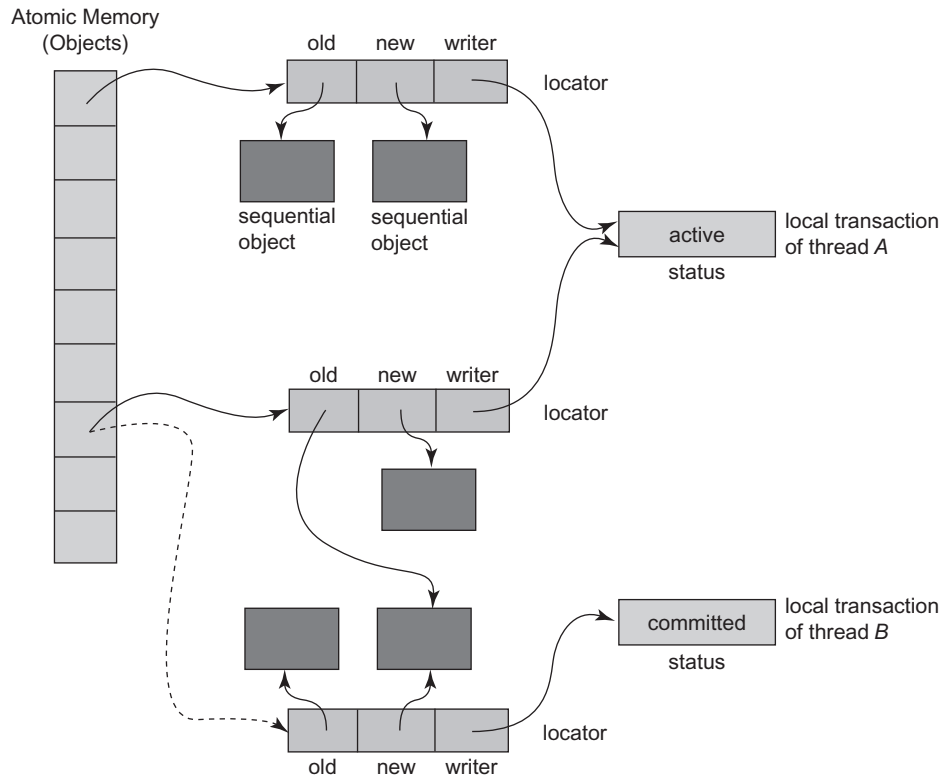 Atomic Memory
(Objects)
old new writer
locator
sequential
object
sequential
object
active
status
local transaction
of thread A
old new writer
locator
committed
status
local transaction
of thread B
locator
old new writer